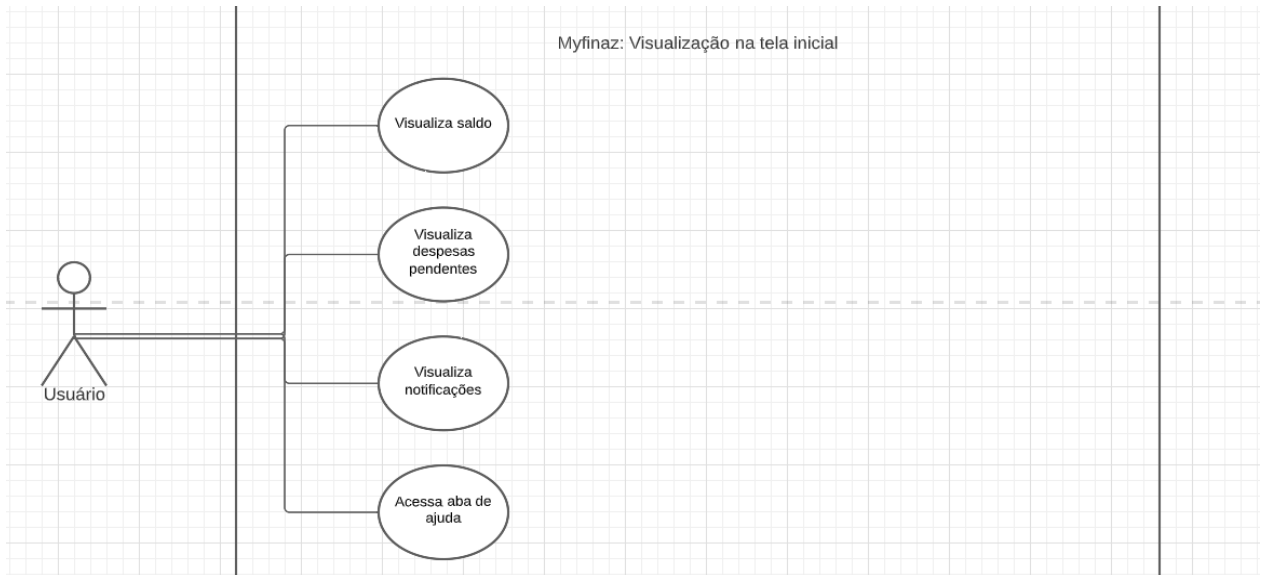 Myfinaz: Visualização na tela inicial
Visualiza saldo
Visualiza
despesas
pendentes
Visualiza
notificações
Usuário
Acessa aba de
ajuda